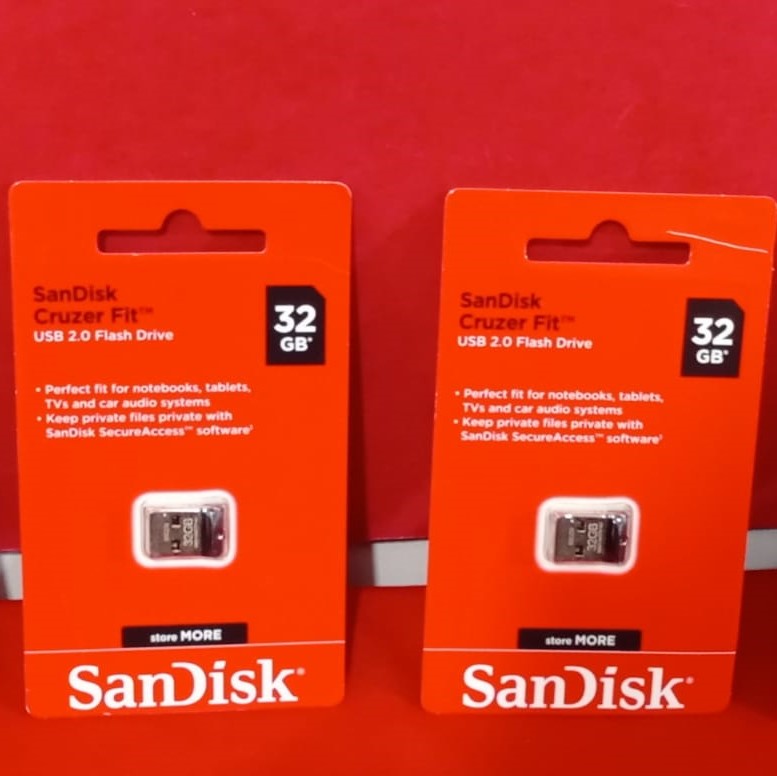 SanDisk
Cruzer Fit™
USB 2.0 Flash Drive
32
GB*
• Perfect fit for notebooks, tablets,
TVs and car audio systems
• Keep private files private with
SanDisk SecureAccess™ software²
32GB
store MORE
SanDisk®
SanDisk
Cruzer Fit™
USB 2.0 Flash Drive
32
GB*
• Perfect fit for notebooks, tablets,
TVs and car audio systems
• Keep private files private with
SanDisk SecureAccess™ software²
32GB
store MORE
SanDisk®